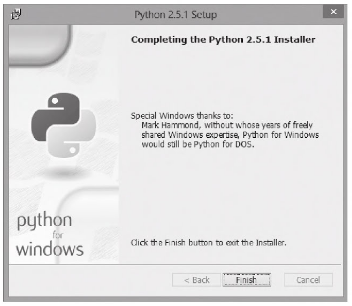 Python 2.5.1 Setup
Completing the Python 2.5.1 Installer
Special Windows thanks to:
Mark Hammond, without whose years of freely
shared Windows expertise, Python for Windows
would still be Python for DOS.
python
for
windows
Click the Finish button to exit the Installer.
< Back
Finish
Cancel